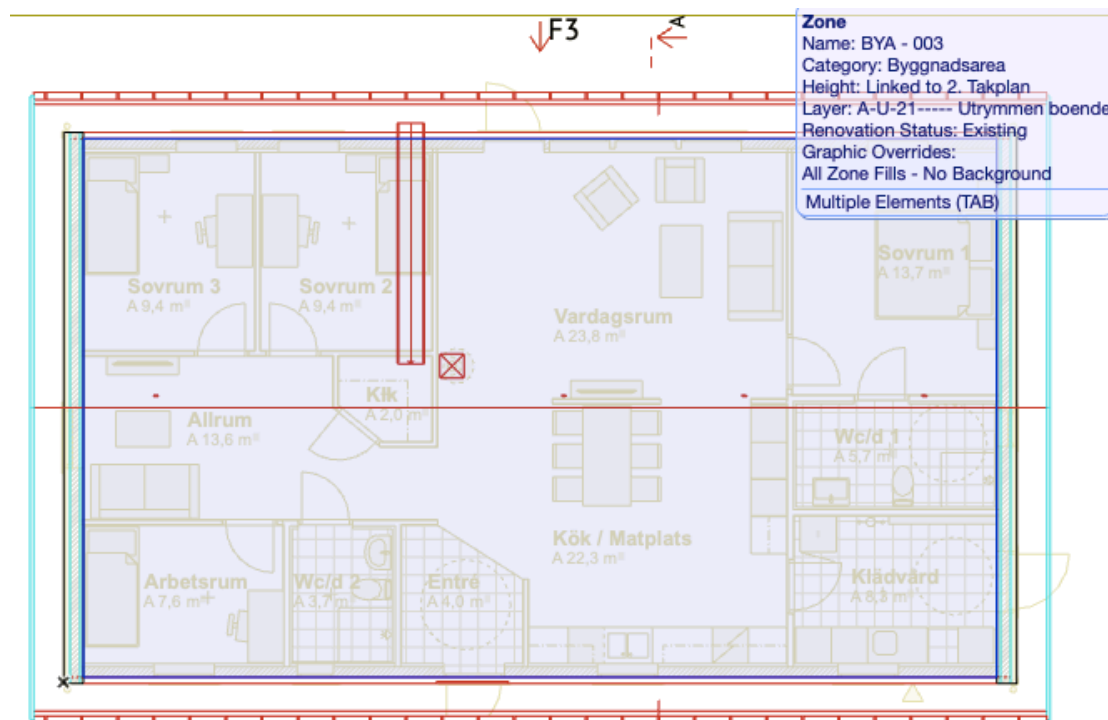 F3
A
Zone
Name: BYA - 003
Category: Byggnadsarea
Height: Linked to 2. Takplan
Layer: A-U-21----- Utrymmen boende
Renovation Status: Existing
Graphic Overrides:
All Zone Fills - No Background
Multiple Elements (TAB)
Sovrum 3
A 9,4 m²
Sovrum 2
A 9,4 m²
Vardagsrum
A 23,8 m²
Sovrum 1
A 13,7 m²
Klk
A 2,0 m²
Allrum
A 13,6 m²
Wc/d 1
A 5,7 m²
Kök / Matplats
A 22,3 m²
Arbetsrum
A 7,6 m²
Wc/d 2
A 3,7 m²
Entré
A 4,0 m²
Klädvård
A 8,3 m²